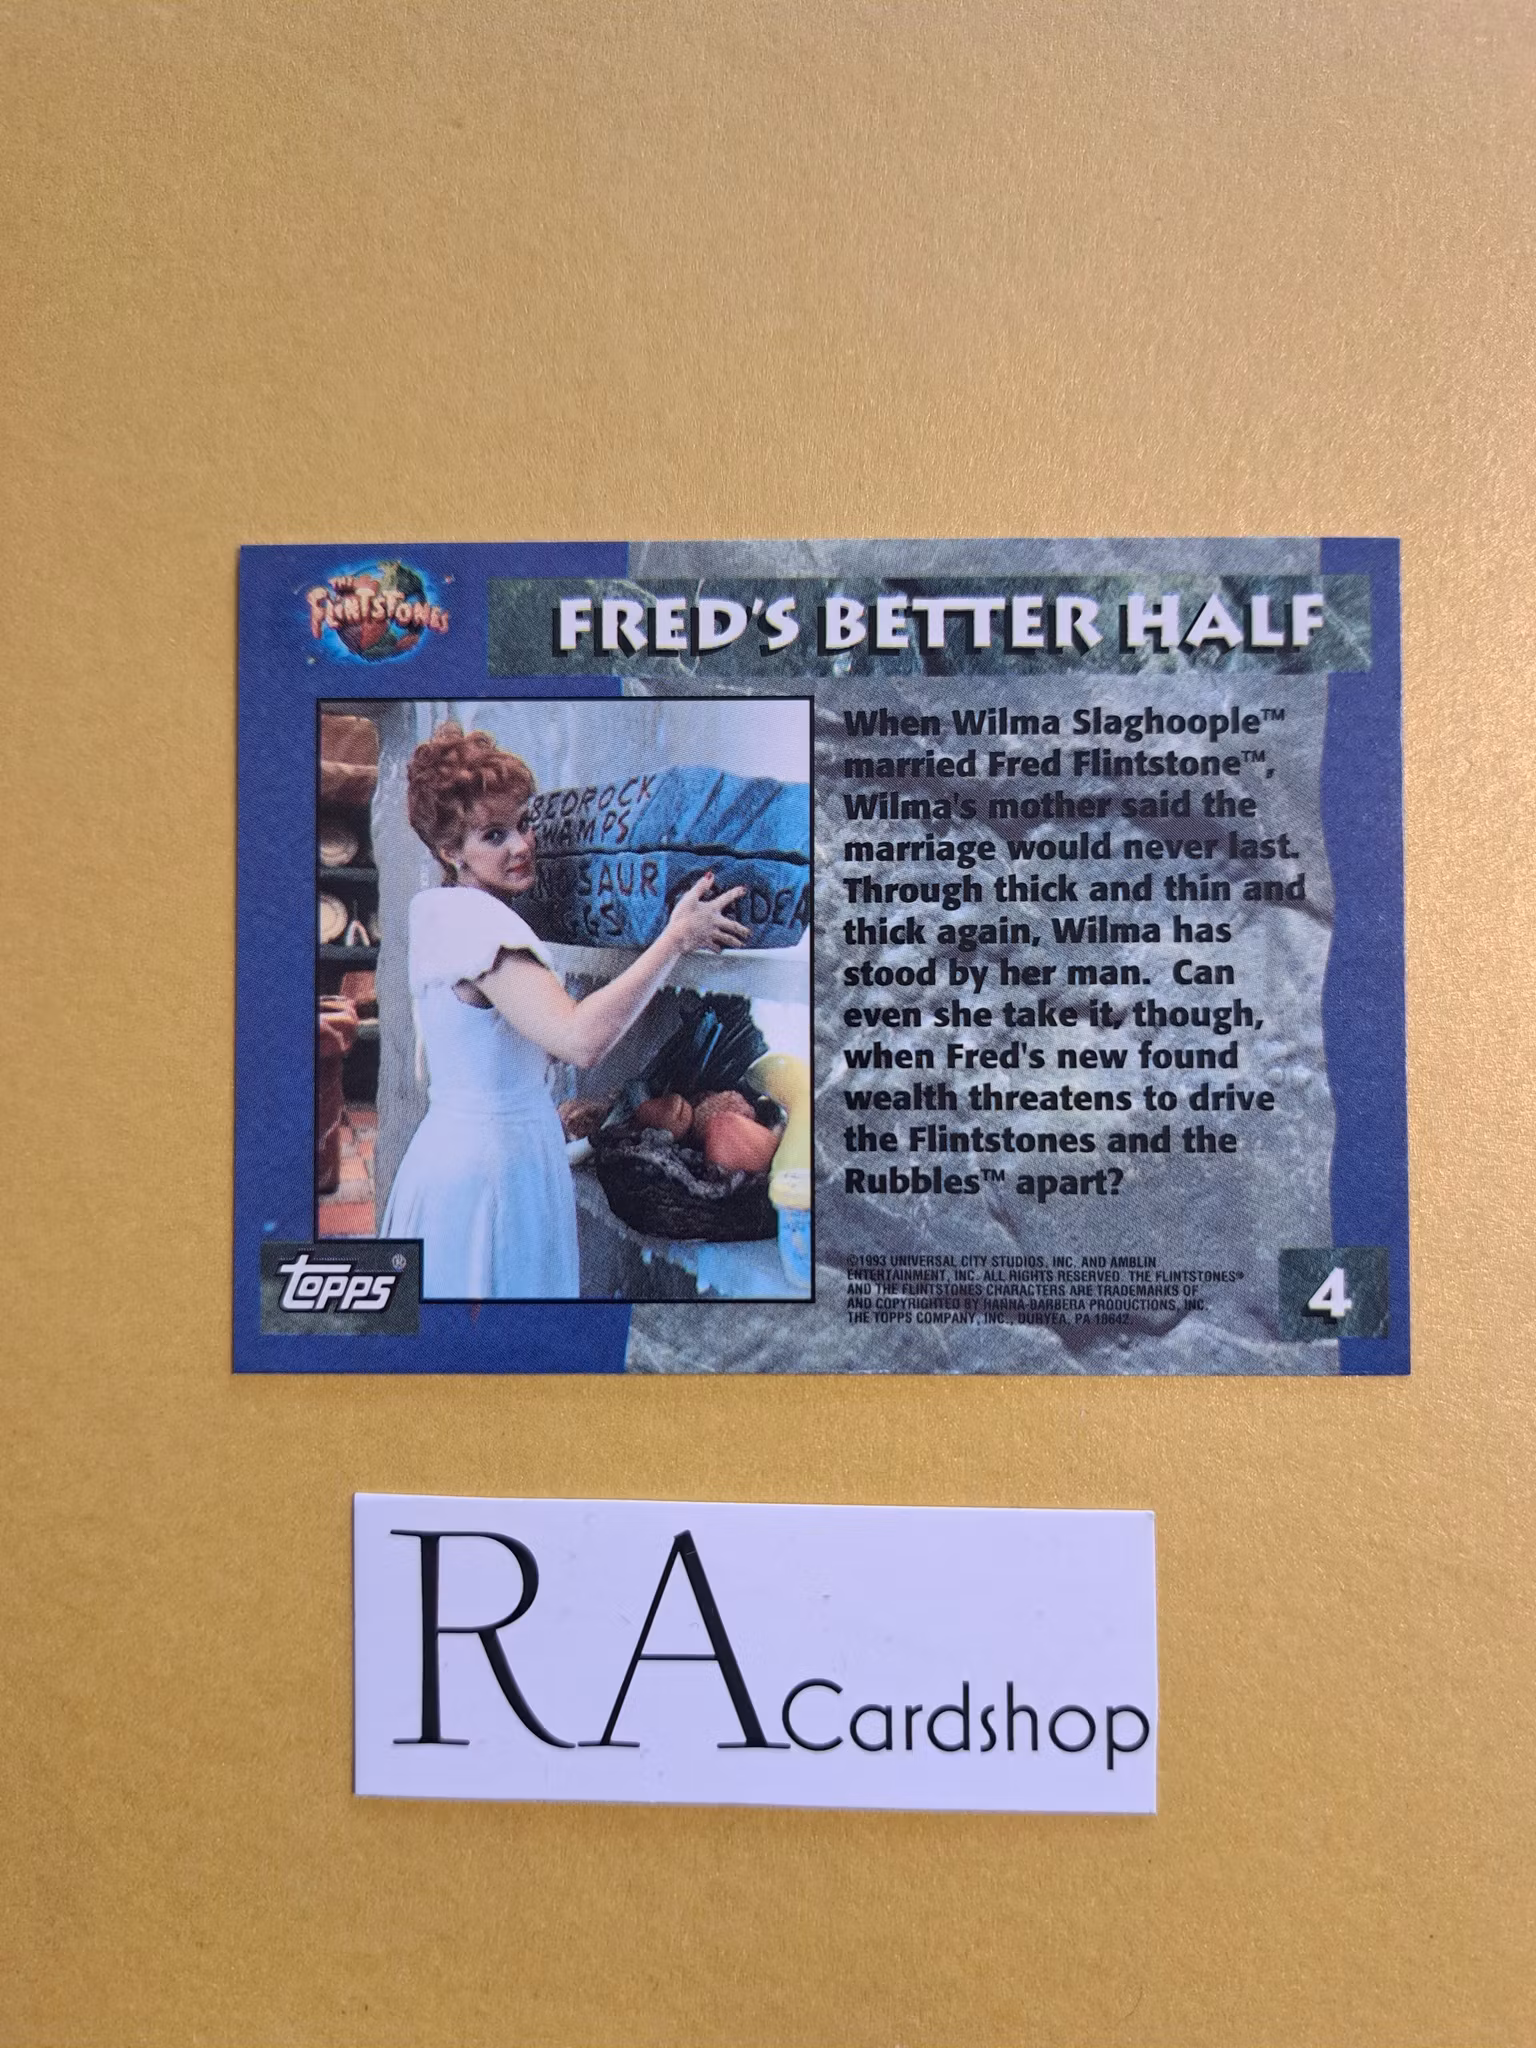 THE
FLINTSTONES
FRED'S BETTER HALF
BEDROCK
SWAMPS
SAUR
GGS
When Wilma Slaghoople™
married Fred Flintstone™,
Wilma's mother said the
marriage would never last.
Through thick and thin and
thick again, Wilma has
stood by her man. Can
even she take it, though,
when Fred's new found
wealth threatens to drive
the Flintstones and the
Rubbles™ apart?
©1993 UNIVERSAL CITY STUDIOS, INC. AND AMBLIN
ENTERTAINMENT, INC. ALL RIGHTS RESERVED. THE FLINTSTONES®
AND THE FLINTSTONES CHARACTERS ARE TRADEMARKS OF
AND COPYRIGHTED BY HANNA-BARBERA PRODUCTIONS, INC.
THE TOPPS COMPANY, INC., DURYEA, PA 18642.
topps®
4
RACardshop